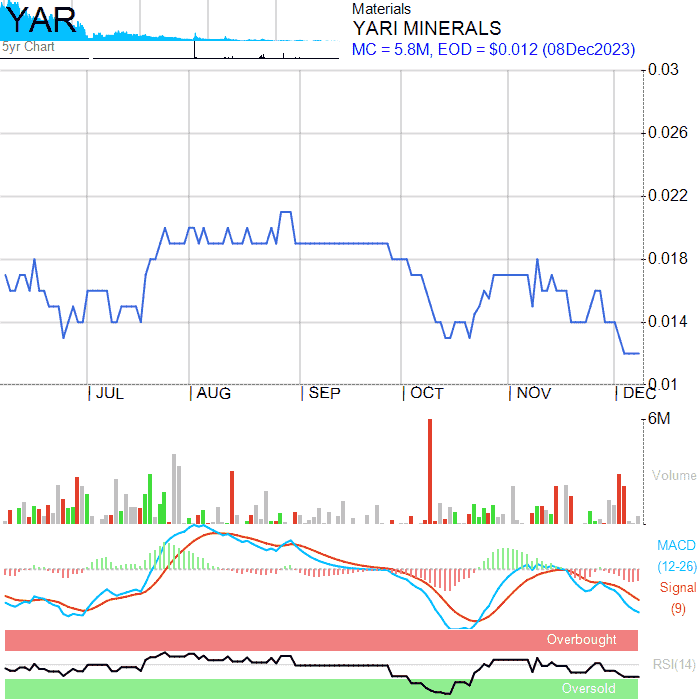 YAR
5yr Chart
Materials
YARI MINERALS
MC = 5.8M, EOD = $0.012 (08Dec2023)
0.03
0.026
0.022
0.018
0.014
0.01
JUL AUG SEP OCT NOV DEC
6M
Volume
MACD
(12-26)
Signal
(9)
Overbought
RSI(14)
Oversold